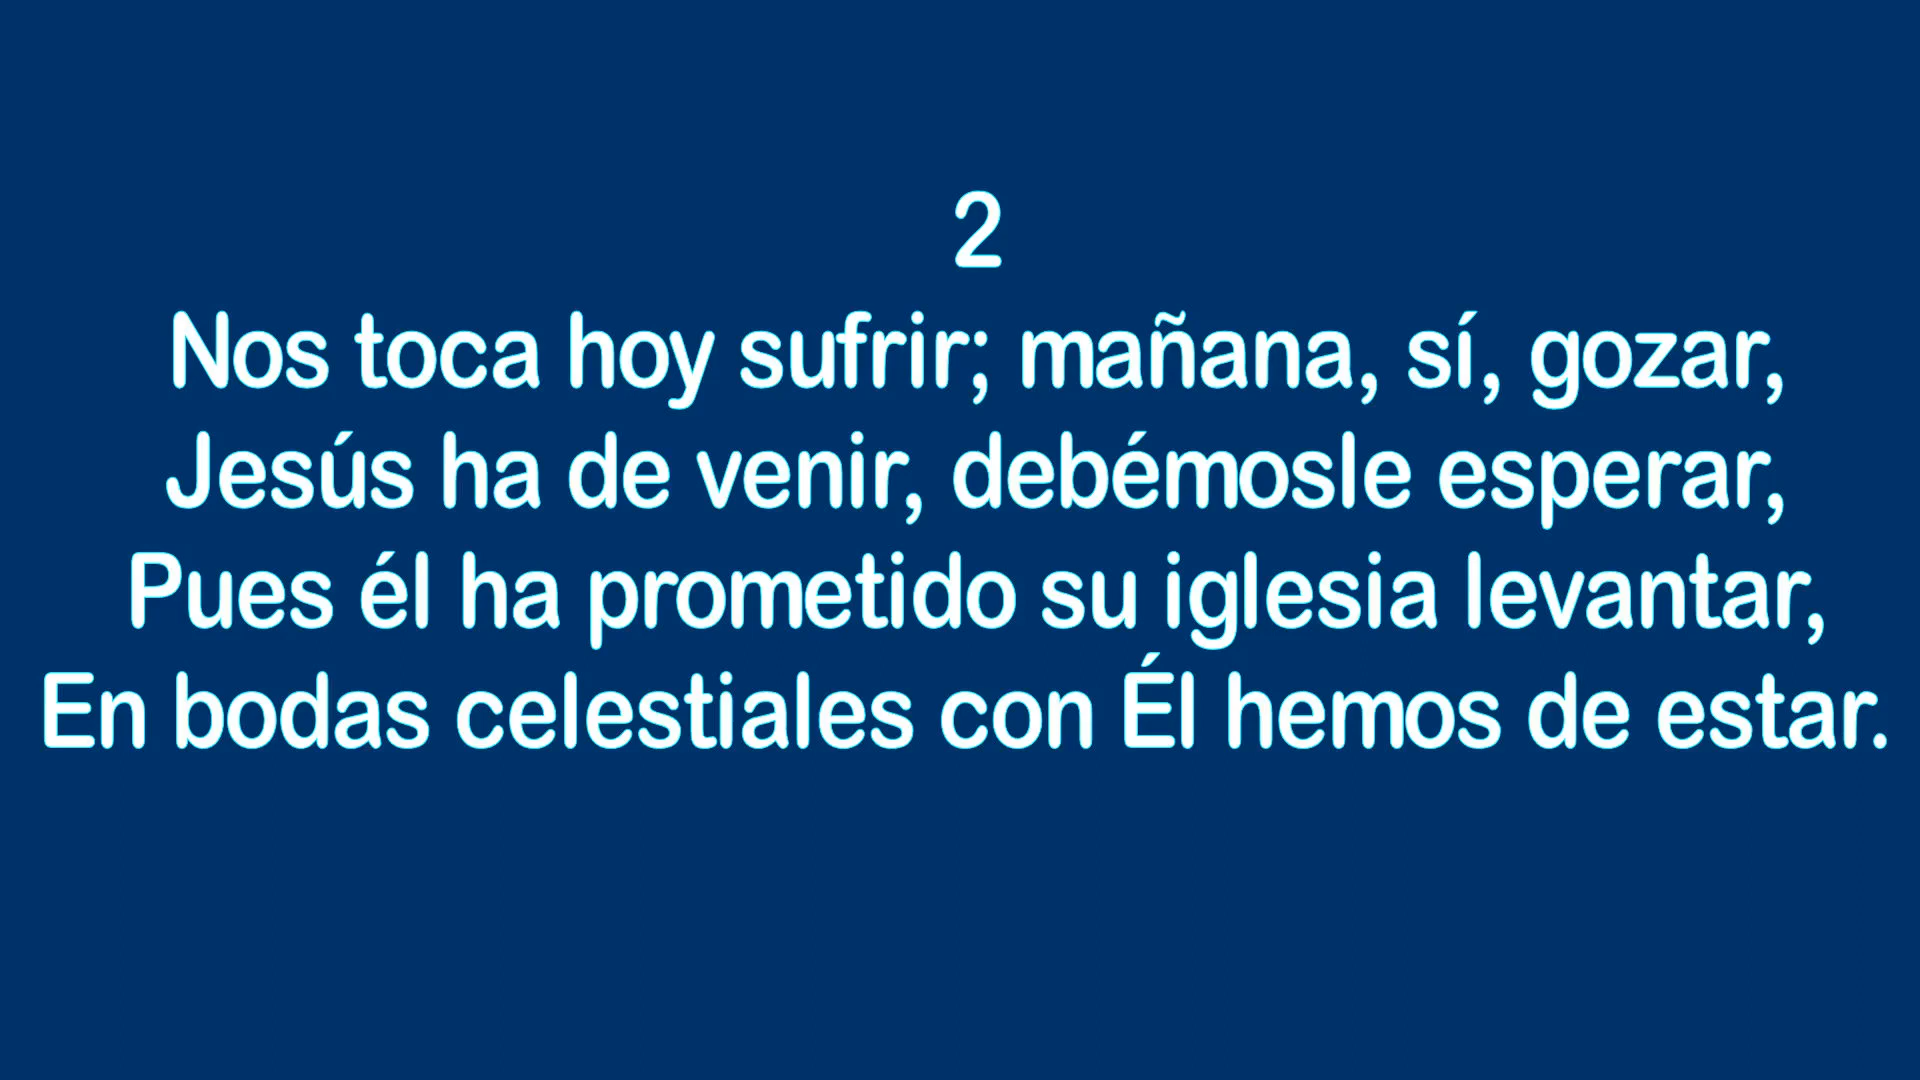 2
Nos toca hoy sufrir; mañana, sí, gozar,
Jesús ha de venir, debémosle esperar,
Pues él ha prometido su iglesia levantar,
En bodas celestiales con Él hemos de estar.